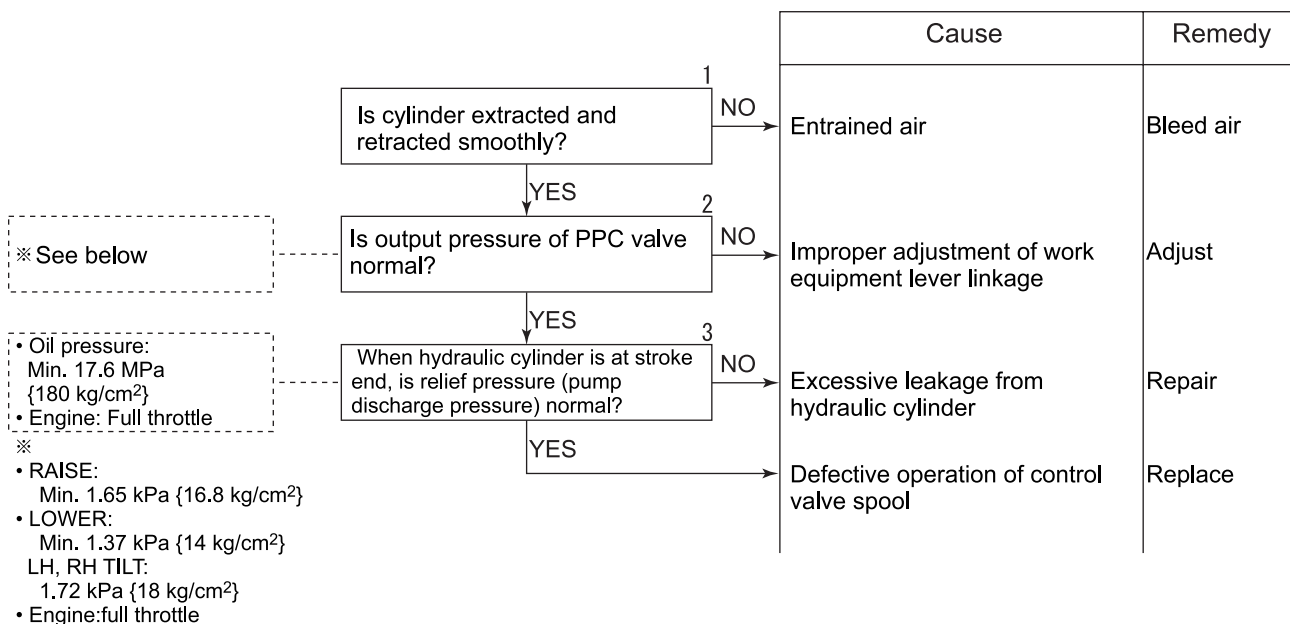 Cause
Remedy
1
Is cylinder extracted and
retracted smoothly?
NO
Entrained air
Bleed air
YES
2
※ See below
Is output pressure of PPC valve
normal?
NO
Improper adjustment of work
equipment lever linkage
Adjust
YES
3
• Oil pressure:
Min. 17.6 MPa
{180 kg/cm²}
• Engine: Full throttle
When hydraulic cylinder is at stroke
end, is relief pressure (pump
discharge pressure) normal?
NO
Excessive leakage from
hydraulic cylinder
Repair
YES
Defective operation of control
valve spool
Replace
※
• RAISE:
Min. 1.65 kPa {16.8 kg/cm²}
• LOWER:
Min. 1.37 kPa {14 kg/cm²}
LH, RH TILT:
1.72 kPa {18 kg/cm²}
• Engine:full throttle